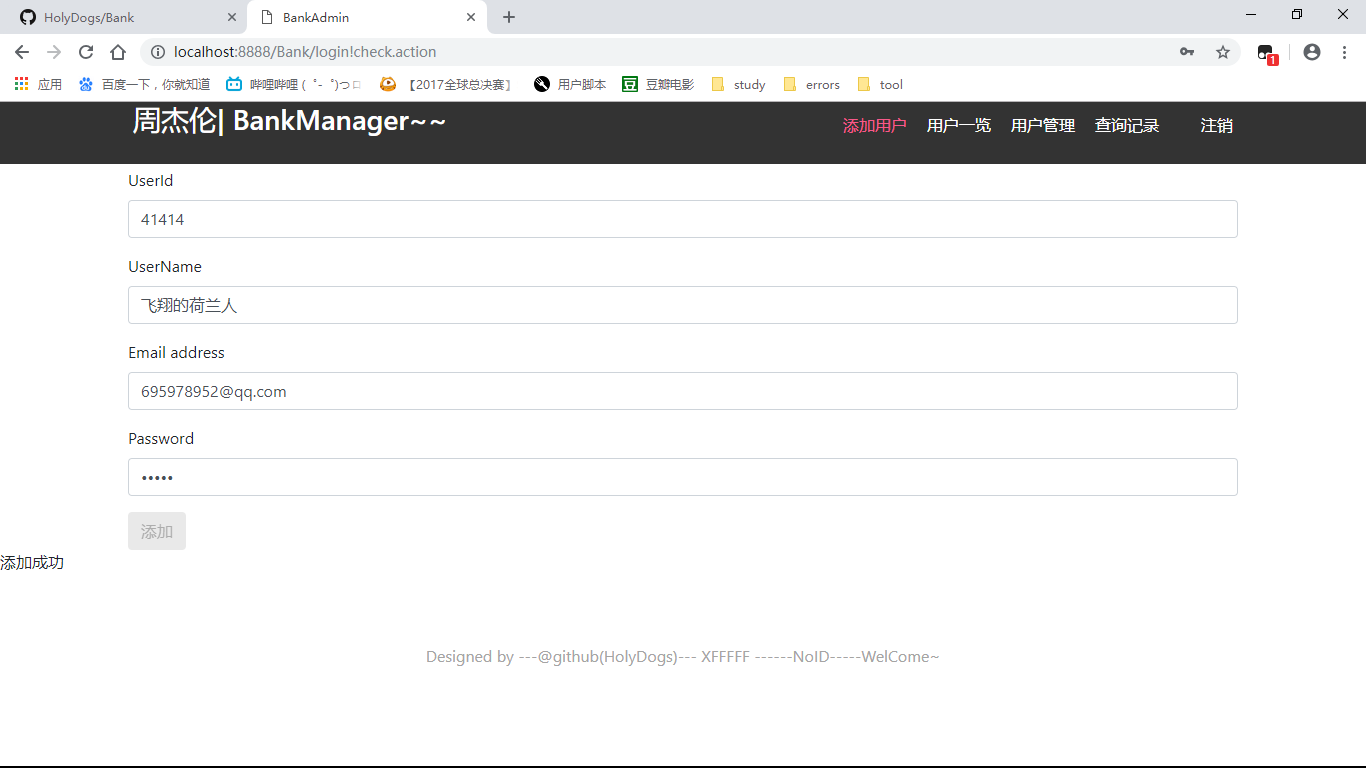 HolyDogs/Bank BankAdmin
localhost:8888/Bank/login!check.action
应用 百度一下，你就知道 哔哩哔哩 ( ゜- ゜)つロ 【2017全球总决赛】 用户脚本 豆瓣电影 study errors tool
1
周杰伦| BankManager~~ 添加用户 用户一览 用户管理 查询记录 注销
UserId
41414
UserName
飞翔的荷兰人
Email address
695978952@qq.com
Password
•••••
添加
添加成功
Designed by ---@github(HolyDogs)--- XFFFFF ------NoID-----WelCome~